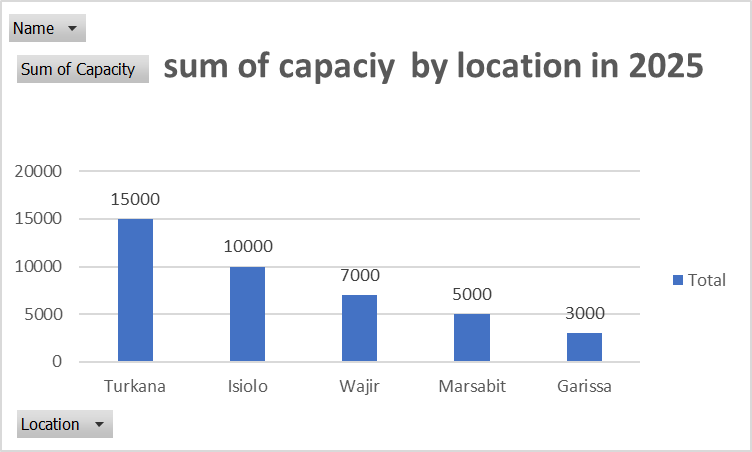 Name
Sum of Capacity
sum of capaciy  by location in 2025
20000
15000
10000
5000
0
15000
10000
7000
5000
3000
Turkana
Isiolo
Wajir
Marsabit
Garissa
Total
Location